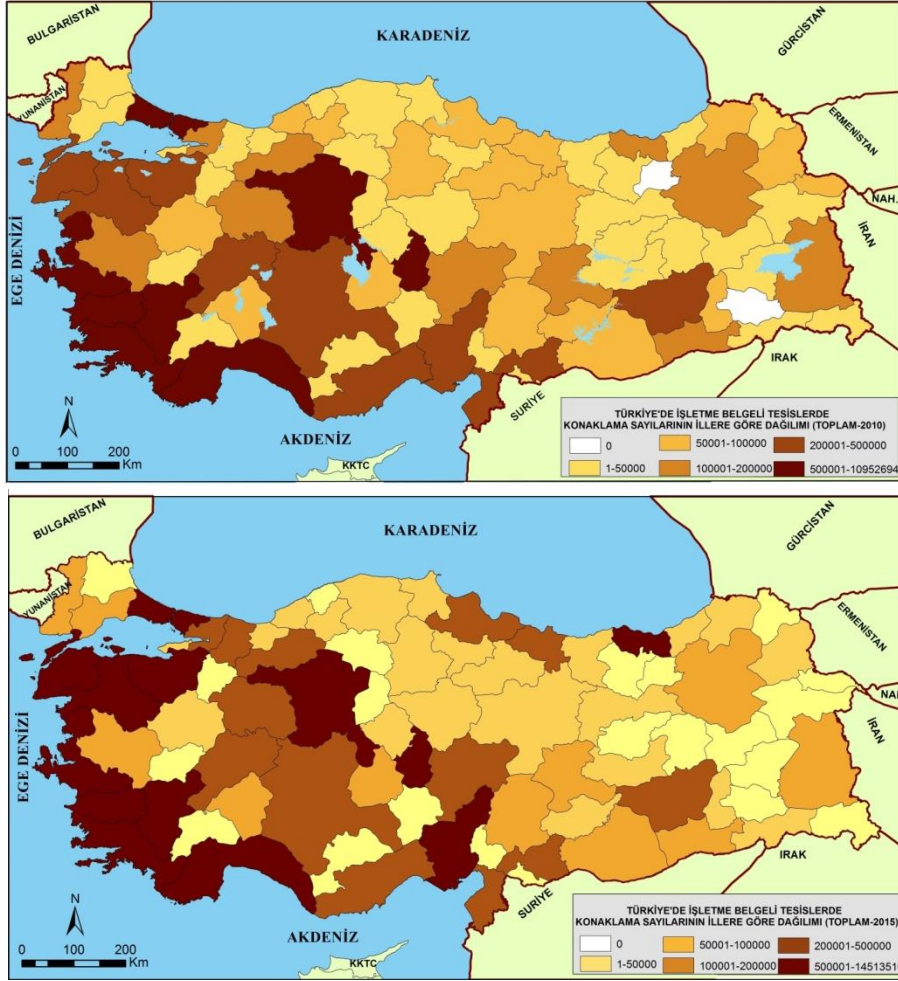 BULGARİSTAN
YUNANİSTAN
KARADENİZ
GÜRCİSTAN
ERMENİSTAN
NAH.
İRAN
EGE DENİZİ
IRAK
SURİYE
AKDENİZ
KKTC
N
0 100 200
Km
TÜRKİYE'DE İŞLETME BELGELİ TESİSLERDE
KONAKLAMA SAYILARININ İLLERE GÖRE DAĞILIMI (TOPLAM-2010)
0 50001-100000 200001-500000
1-50000 100001-200000 500001-10952694
BULGARİSTAN
YUNANİSTAN
KARADENİZ
GÜRCİSTAN
ERMENİSTAN
İRAN
EGE DENİZİ
IRAK
SURİYE
AKDENİZ
KKTC
N
0 100 200
Km
TÜRKİYE'DE İŞLETME BELGELİ TESİSLERDE
KONAKLAMA SAYILARININ İLLERE GÖRE DAĞILIMI (TOPLAM-2015)
0 50001-100000 200001-500000
1-50000 100001-200000